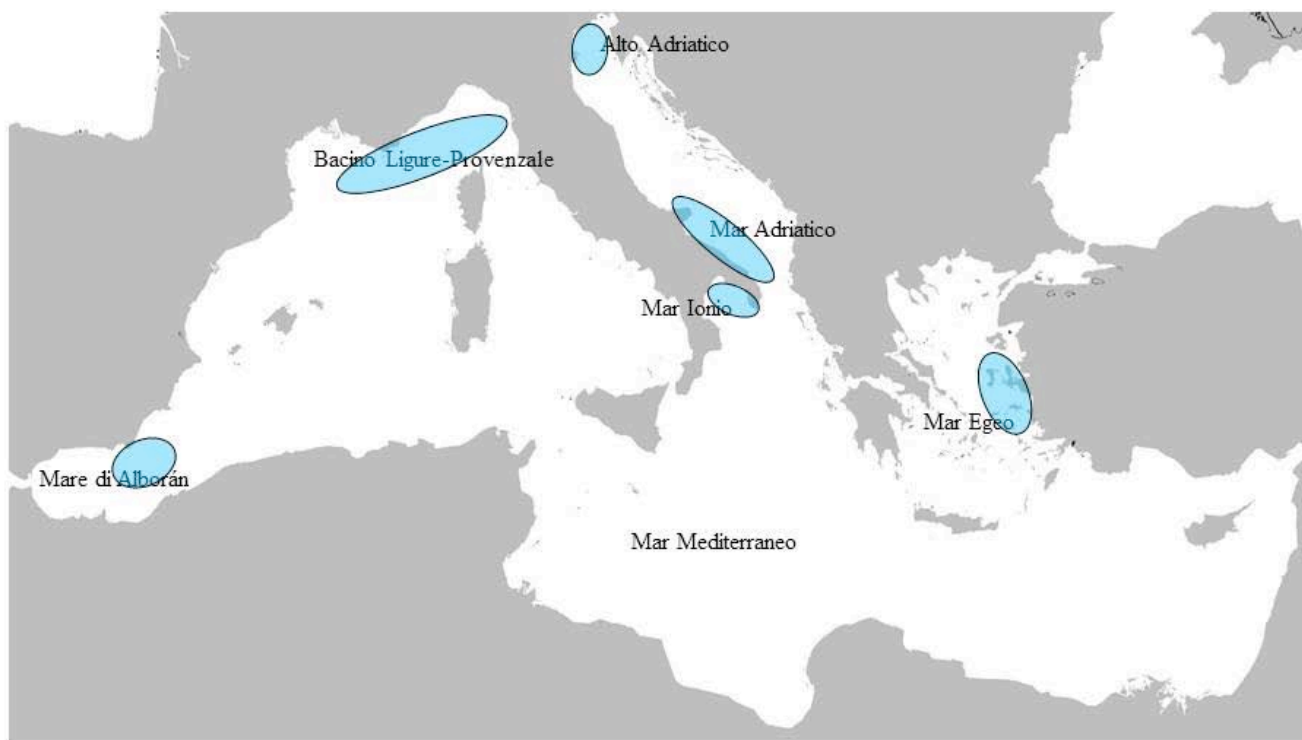 Alto Adriatico
Bacino Ligure-Provenzale
Mar Adriatico
Mar Ionio
Mar Egeo
Mare di Alborán
Mar Mediterraneo